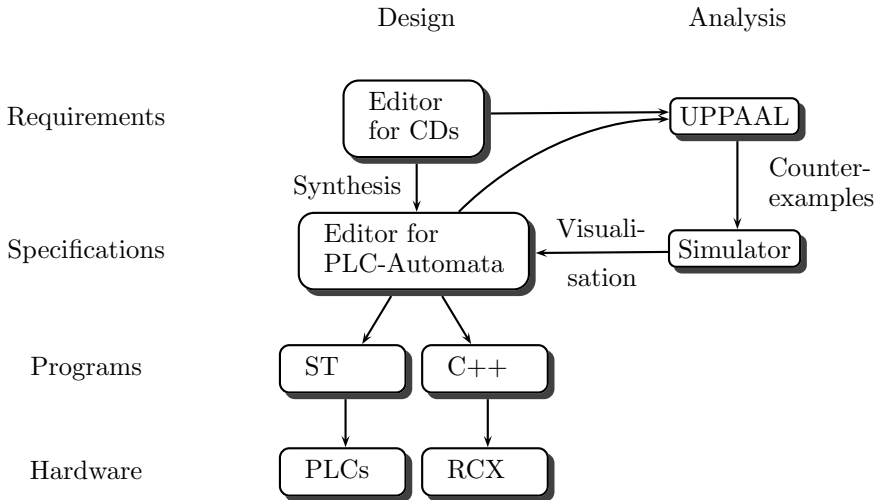 Design
Analysis
Requirements
Editor
for CDs
UPPAAL
Synthesis
Counter-
examples
Specifications
Editor for
PLC-Automata
Visuali-
sation
Simulator
Programs
ST
C++
Hardware
PLCs
RCX